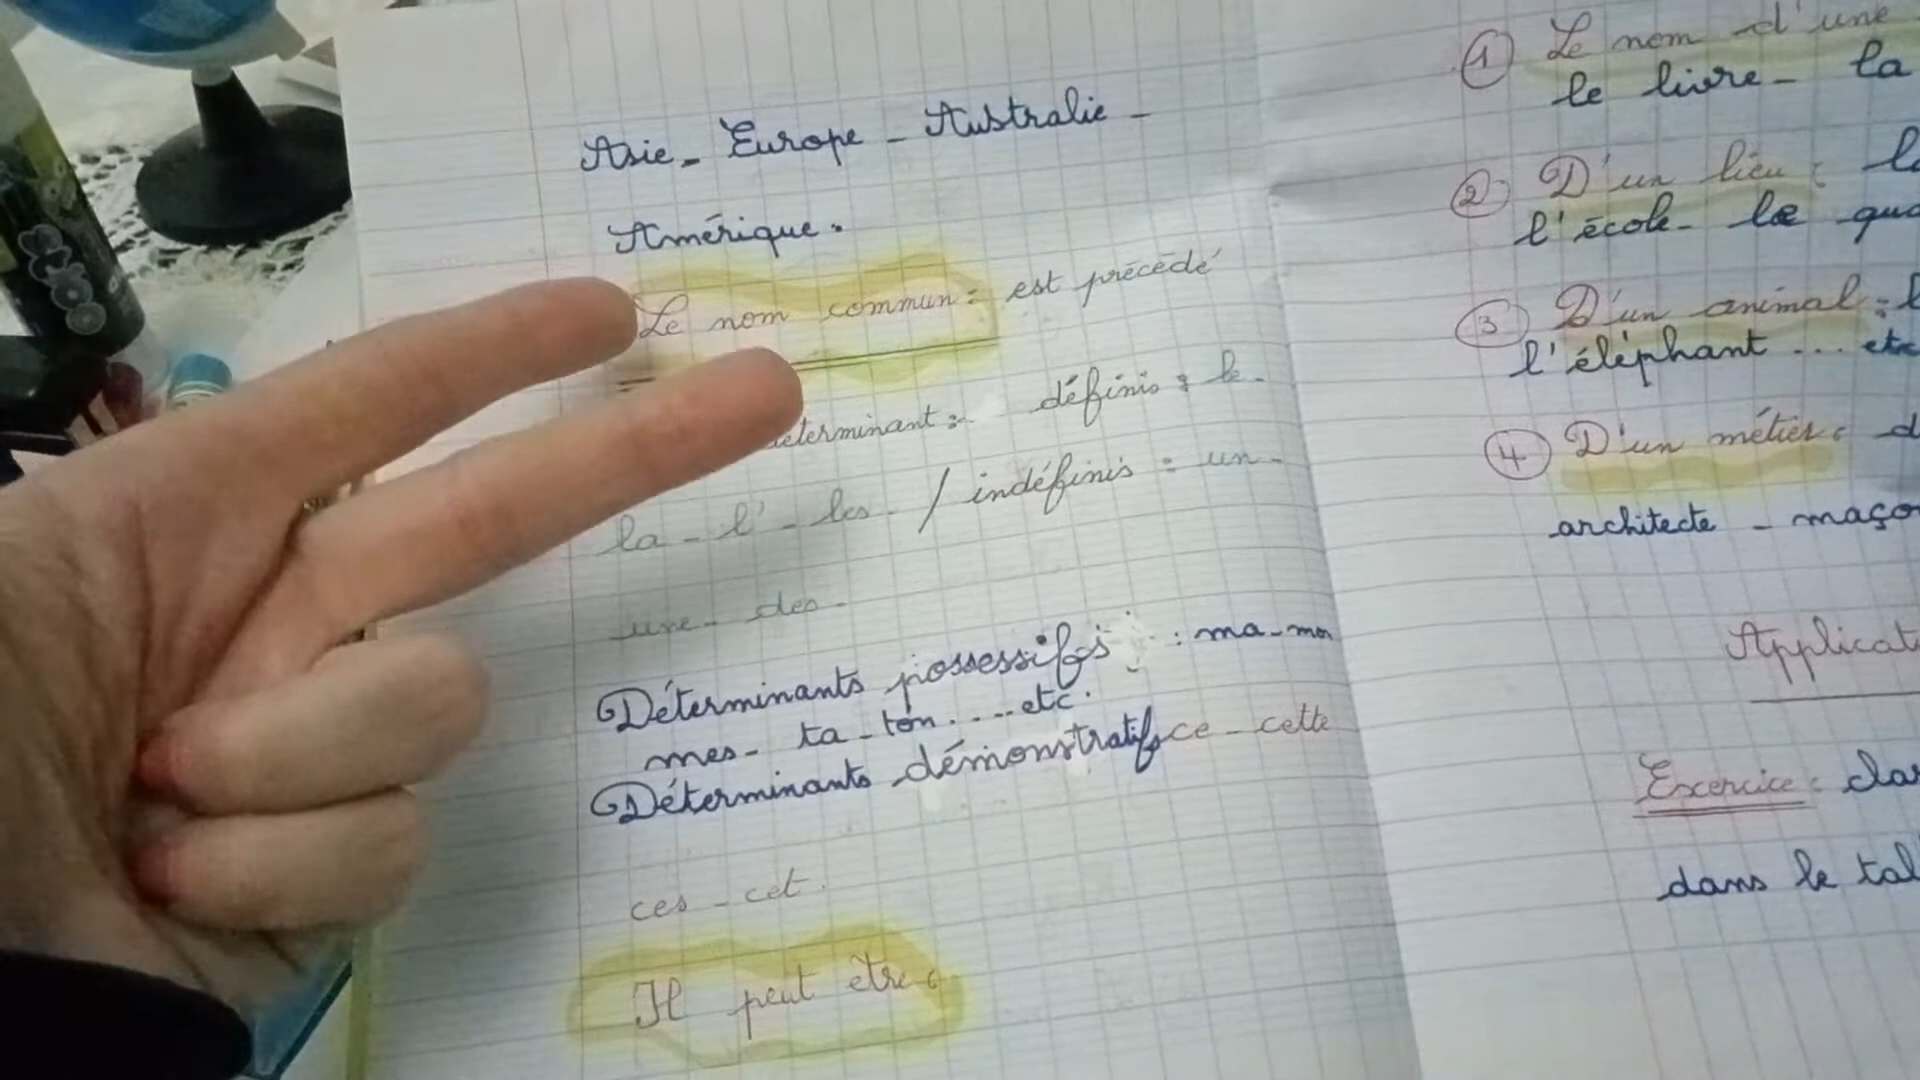 Asie - Europe - Australie -
Amérique.
Le nom commun : est précédé
déterminant : définis : le -
la - l' - les - / indéfinis : un -
une - des -
Déterminants possessifs : ma - mon
mes - ta - ton .... etc.
Déterminants démonstratifs ce - cette
ces - cet.
Il peut être :
① Le nom d'une
le livre - la
② D'un lieu :
l'école - la
③ D'un animal :
l'éléphant ... etc
④ D'un métier :
architecte -
Exercice :
dans le